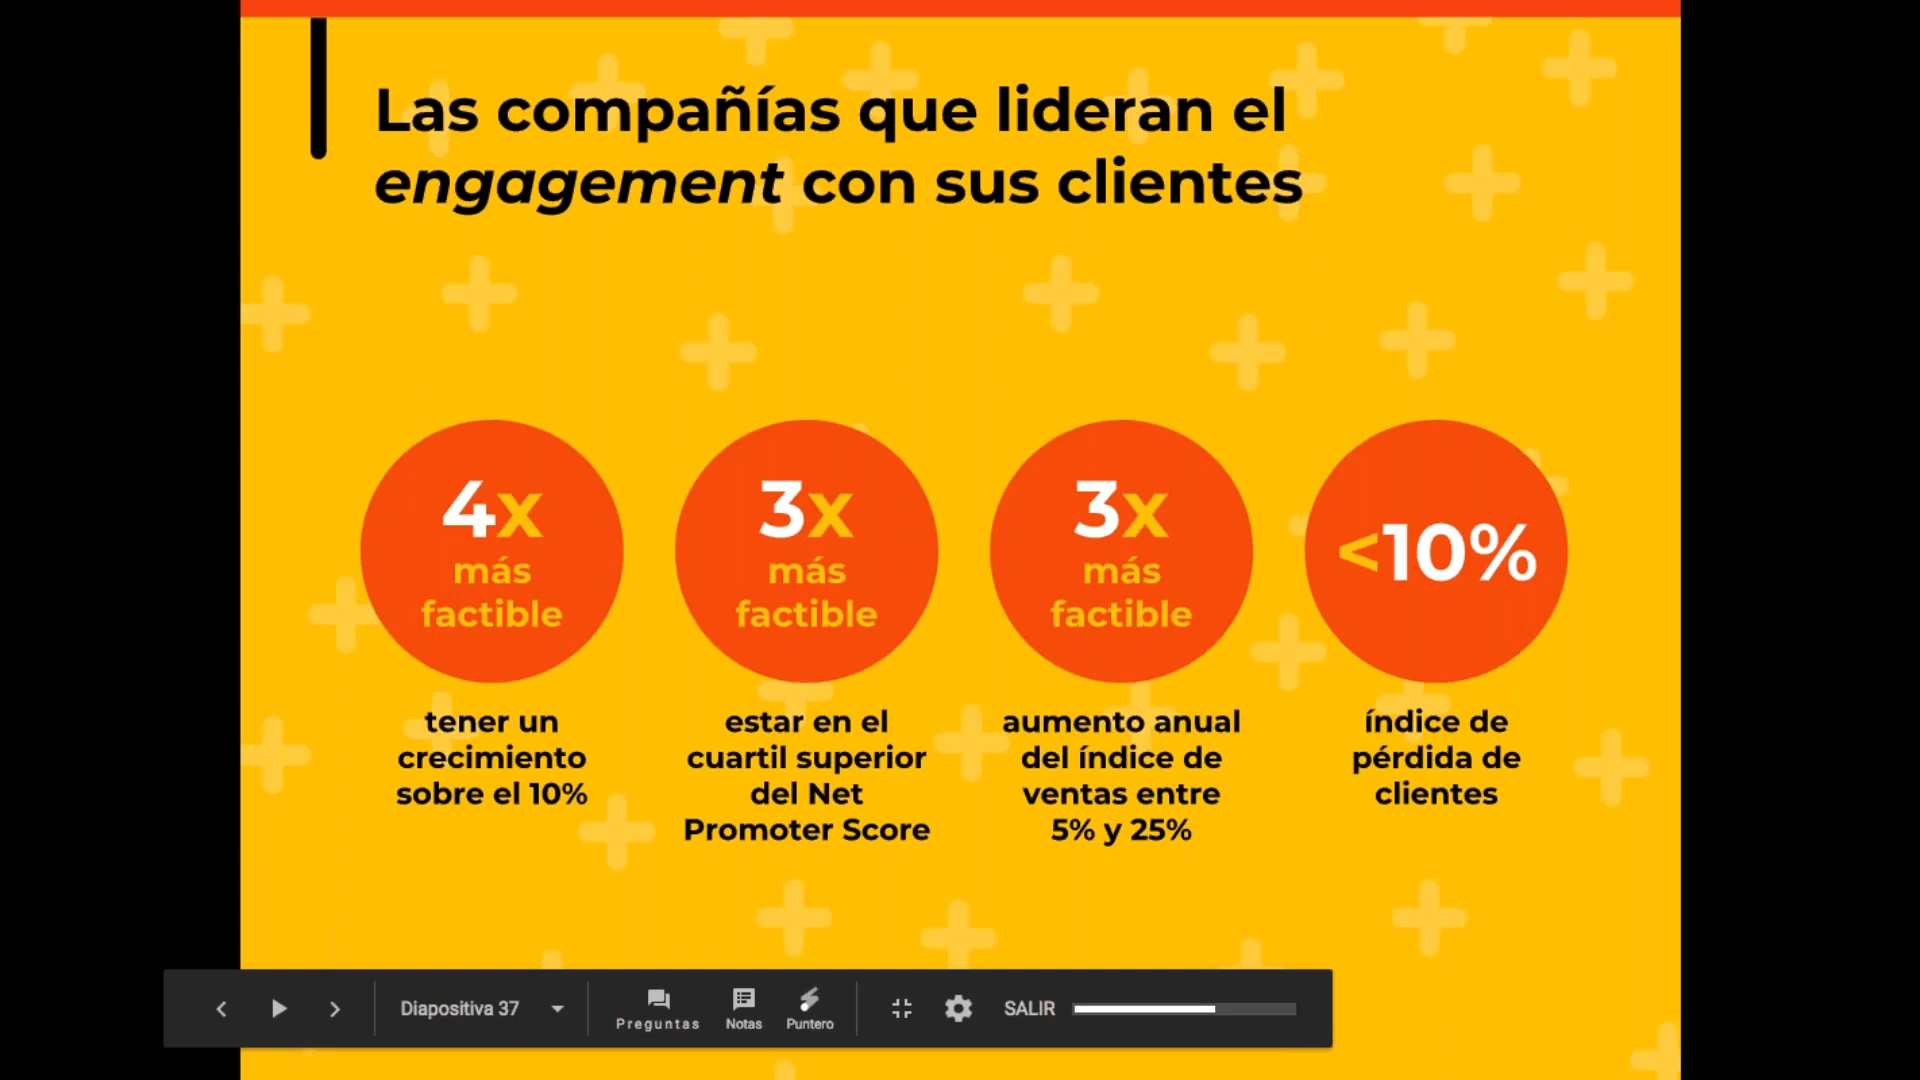 Las compañías que lideran el
engagement con sus clientes
4x
más
factible
tener un
crecimiento
sobre el 10%
3x
más
factible
estar en el
cuartil superior
del Net
Promoter Score
3x
más
factible
aumento anual
del índice de
ventas entre
5% y 25%
<10%
índice de
pérdida de
clientes
Diapositiva 37
Preguntas
Notas
Puntero
SALIR